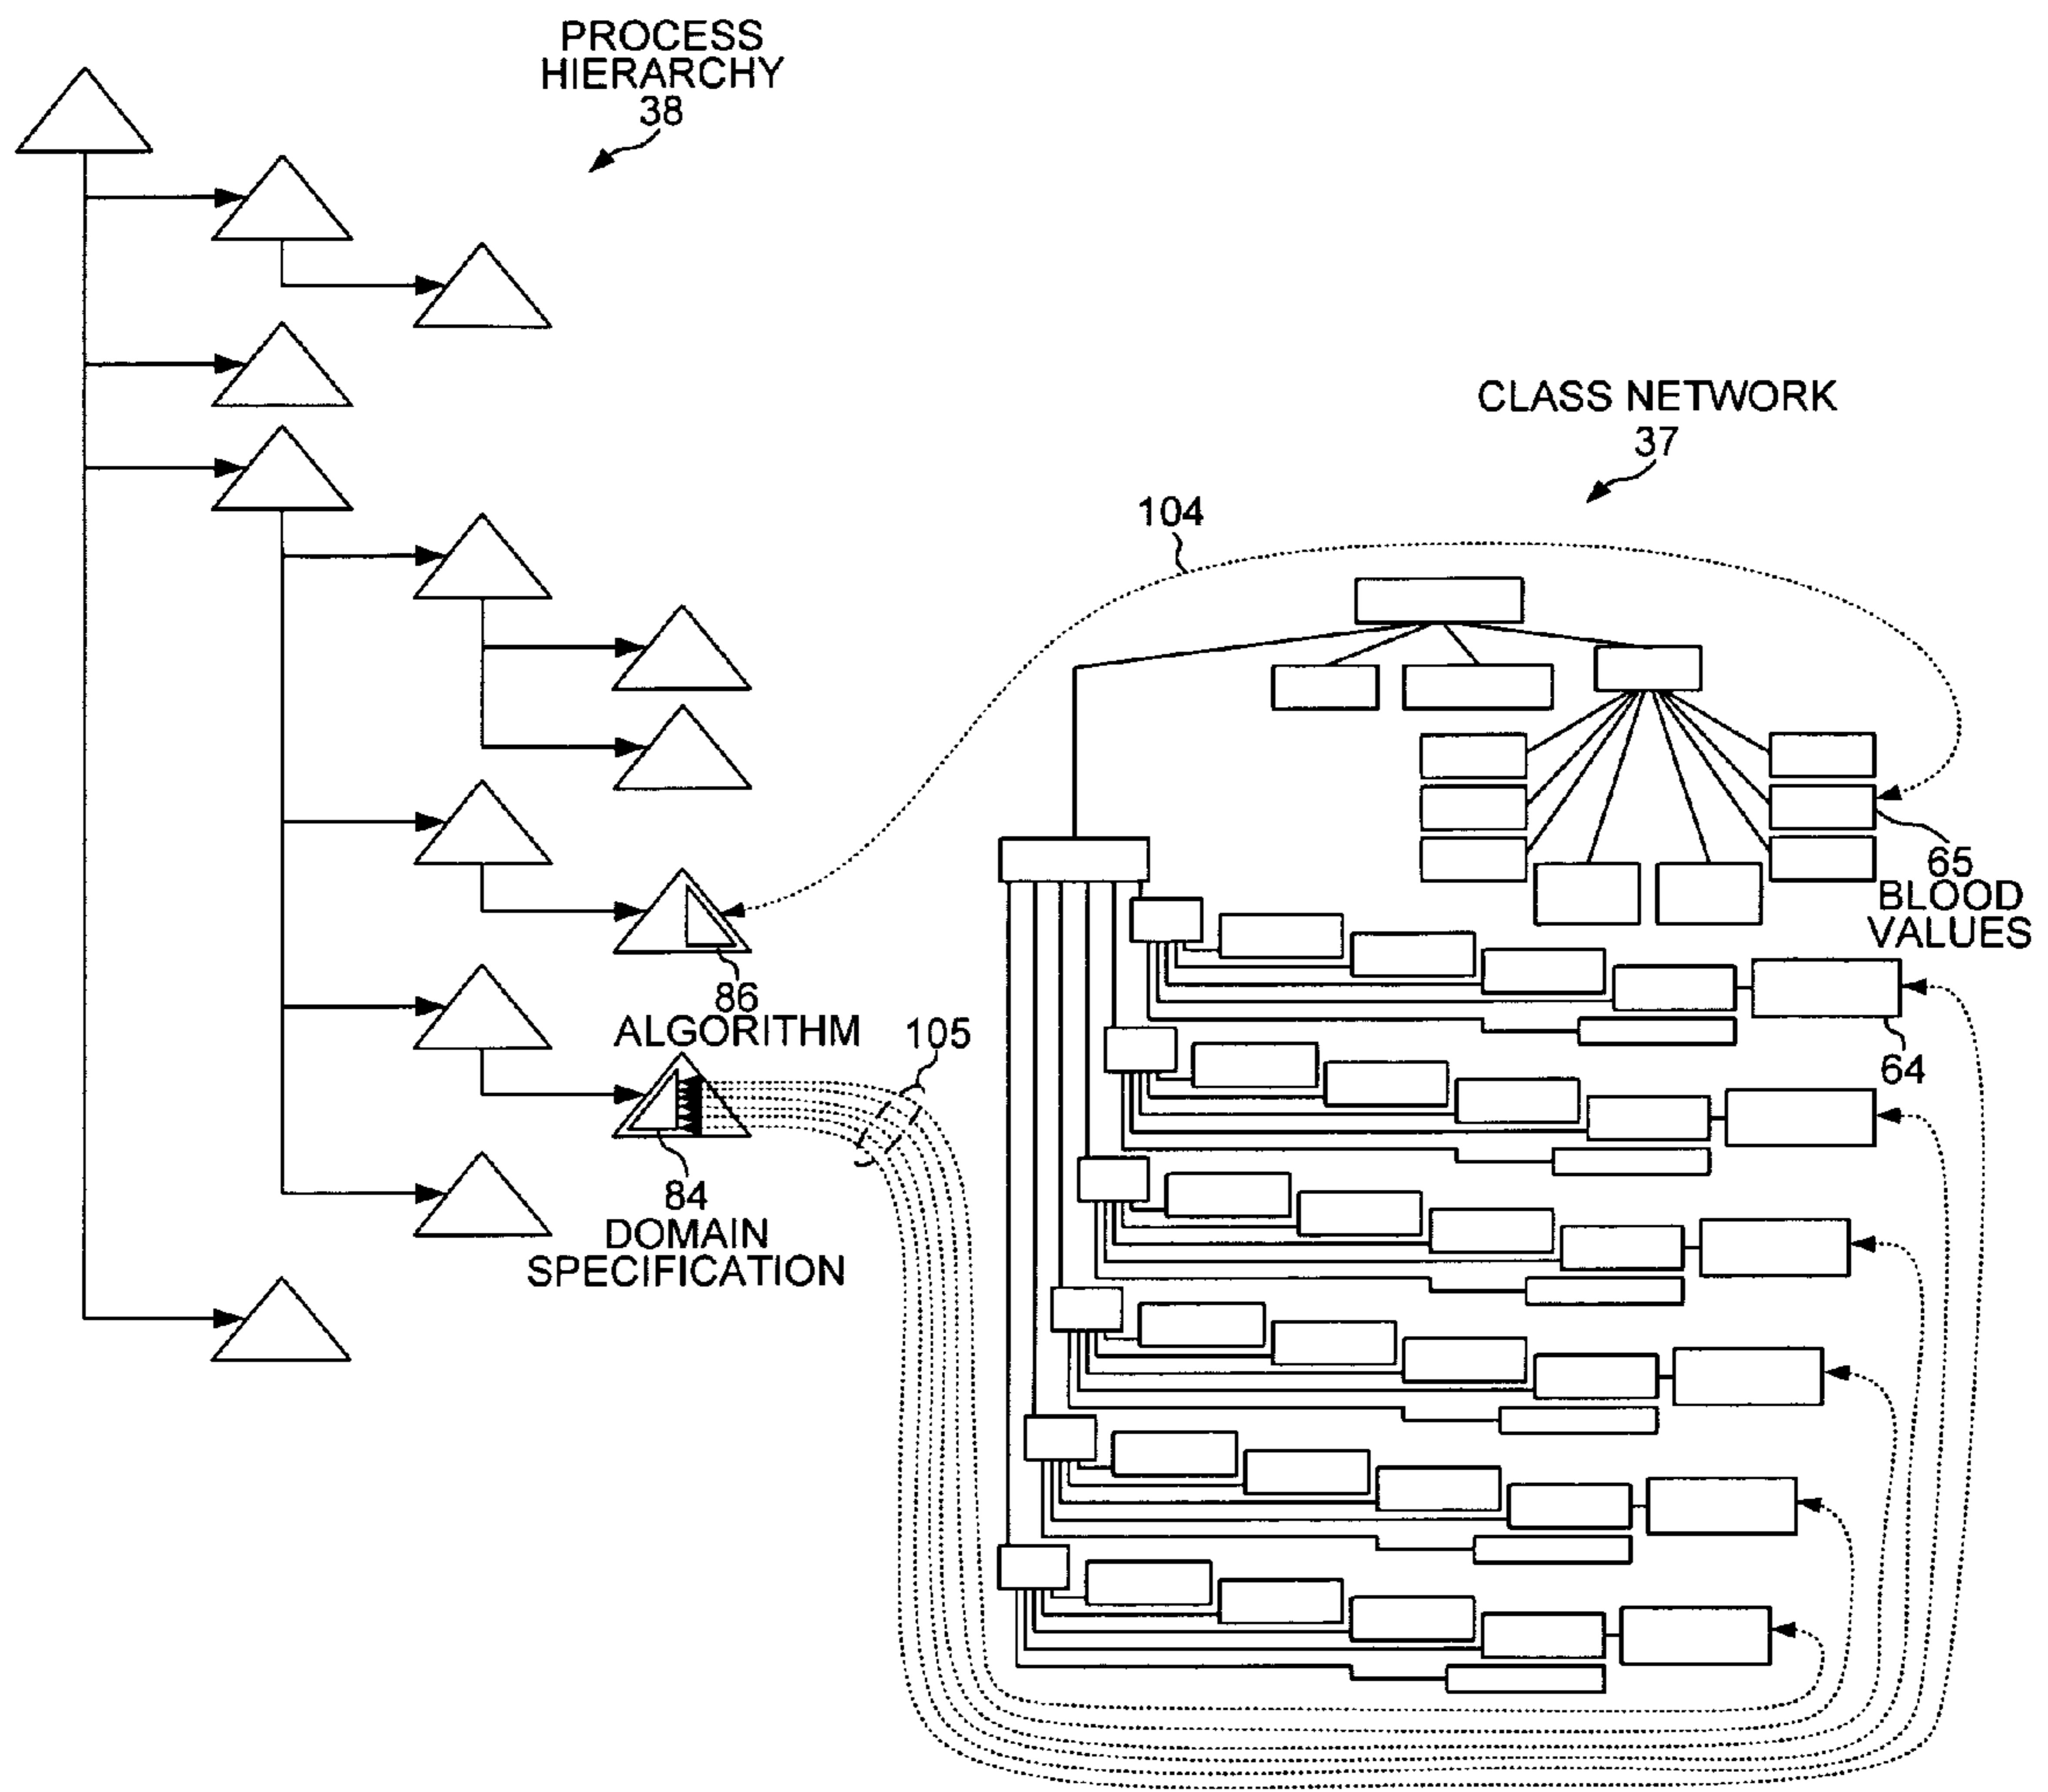 PROCESS
HIERARCHY
38
CLASS NETWORK
37
104
65
BLOOD
VALUES
86
ALGORITHM
105
64
84
DOMAIN
SPECIFICATION